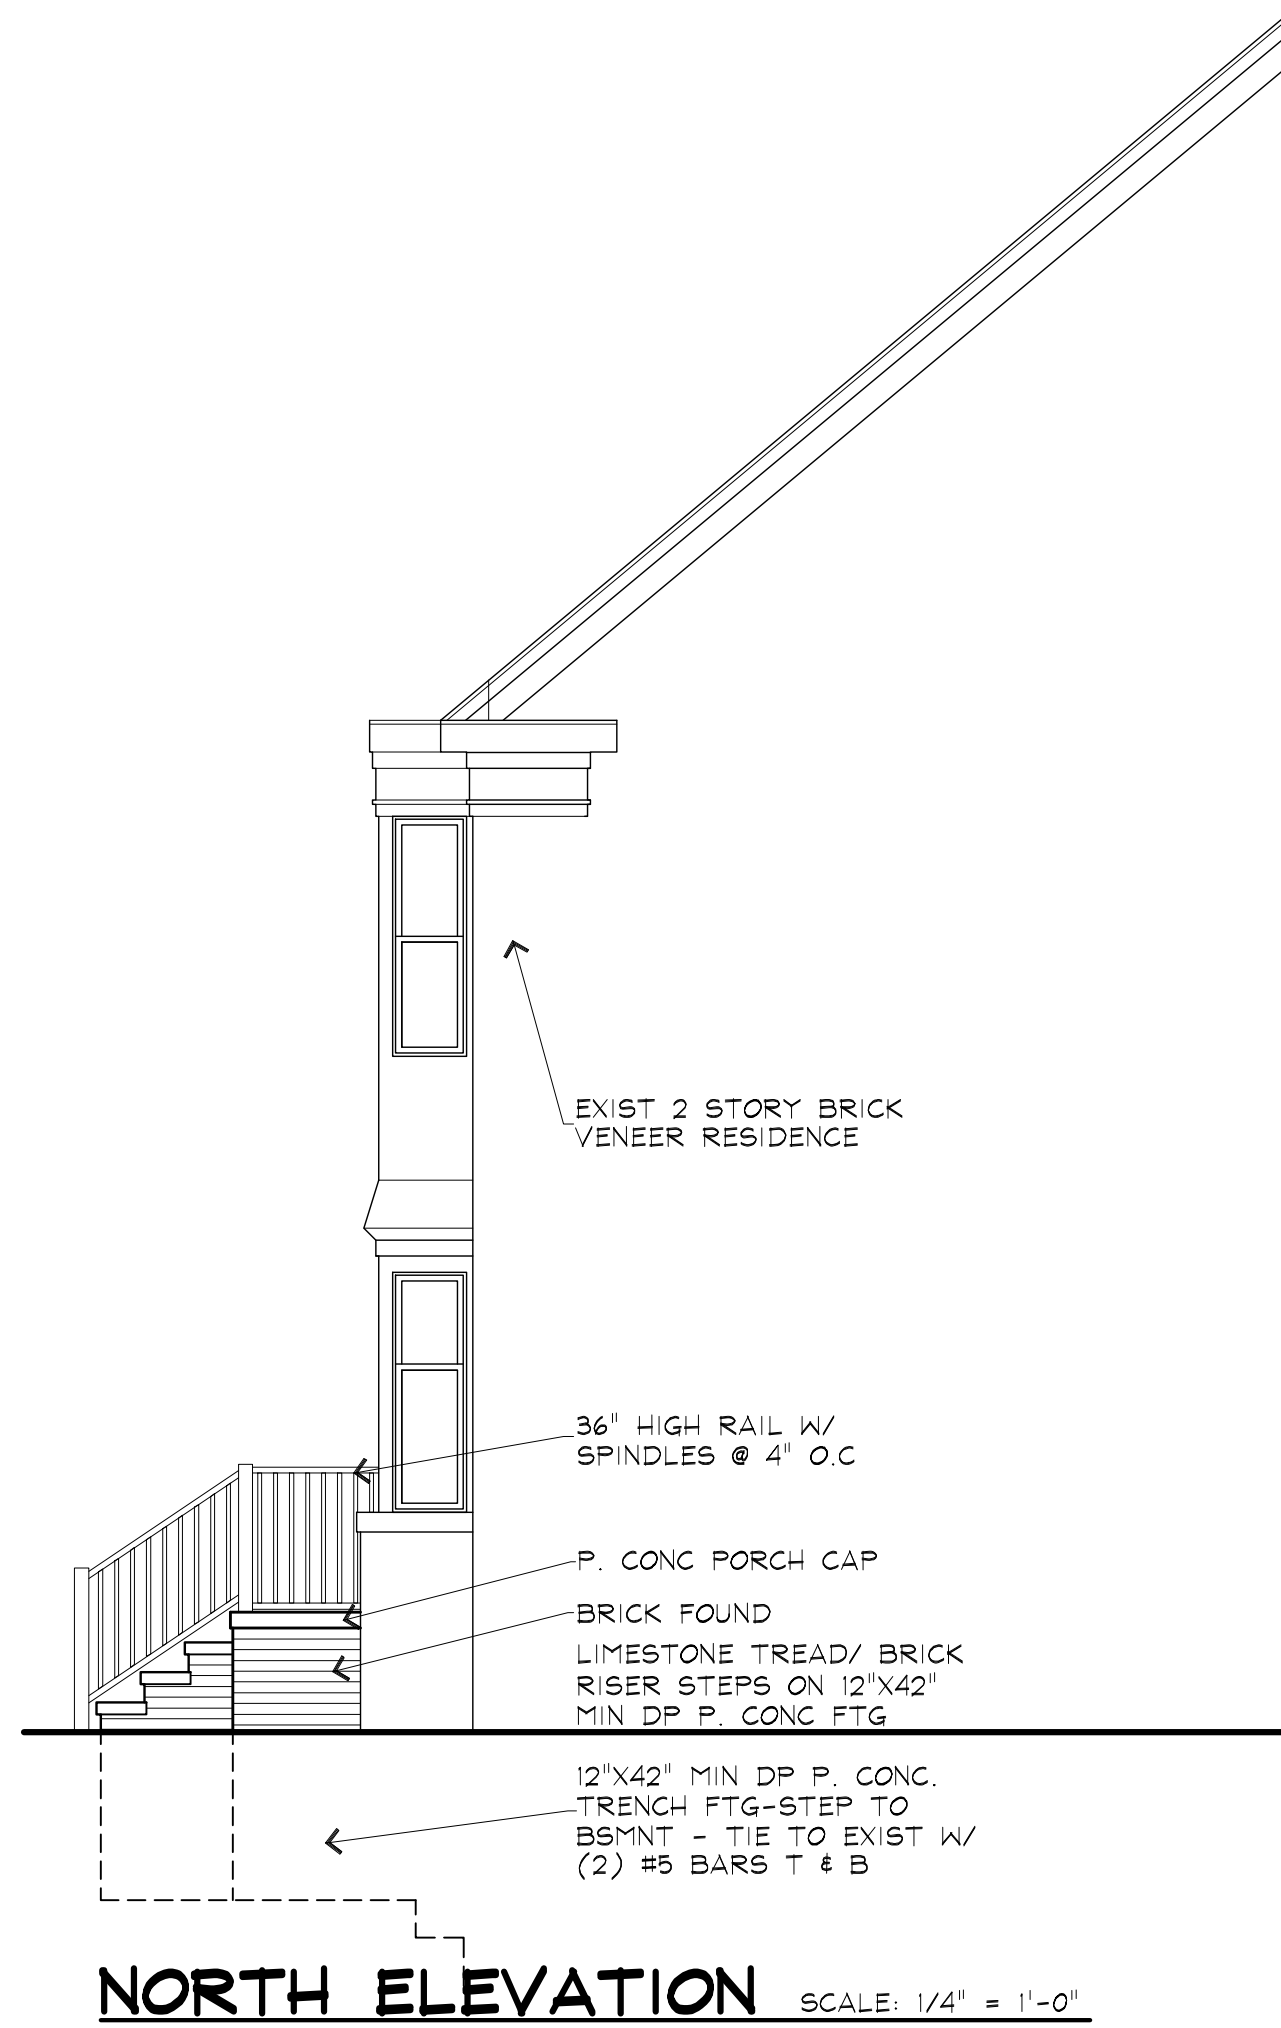 EXIST 2 STORY BRICK
VENEER RESIDENCE
36" HIGH RAIL W/
SPINDLES @ 4" O.C
P. CONC PORCH CAP
BRICK FOUND
LIMESTONE TREAD/ BRICK
RISER STEPS ON 12"X42"
MIN DP P. CONC FTG
12"X42" MIN DP P. CONC.
TRENCH FTG-STEP TO
BSMNT - TIE TO EXIST W/
(2) #5 BARS T & B
NORTH ELEVATION SCALE: 1/4" = 1'-0"